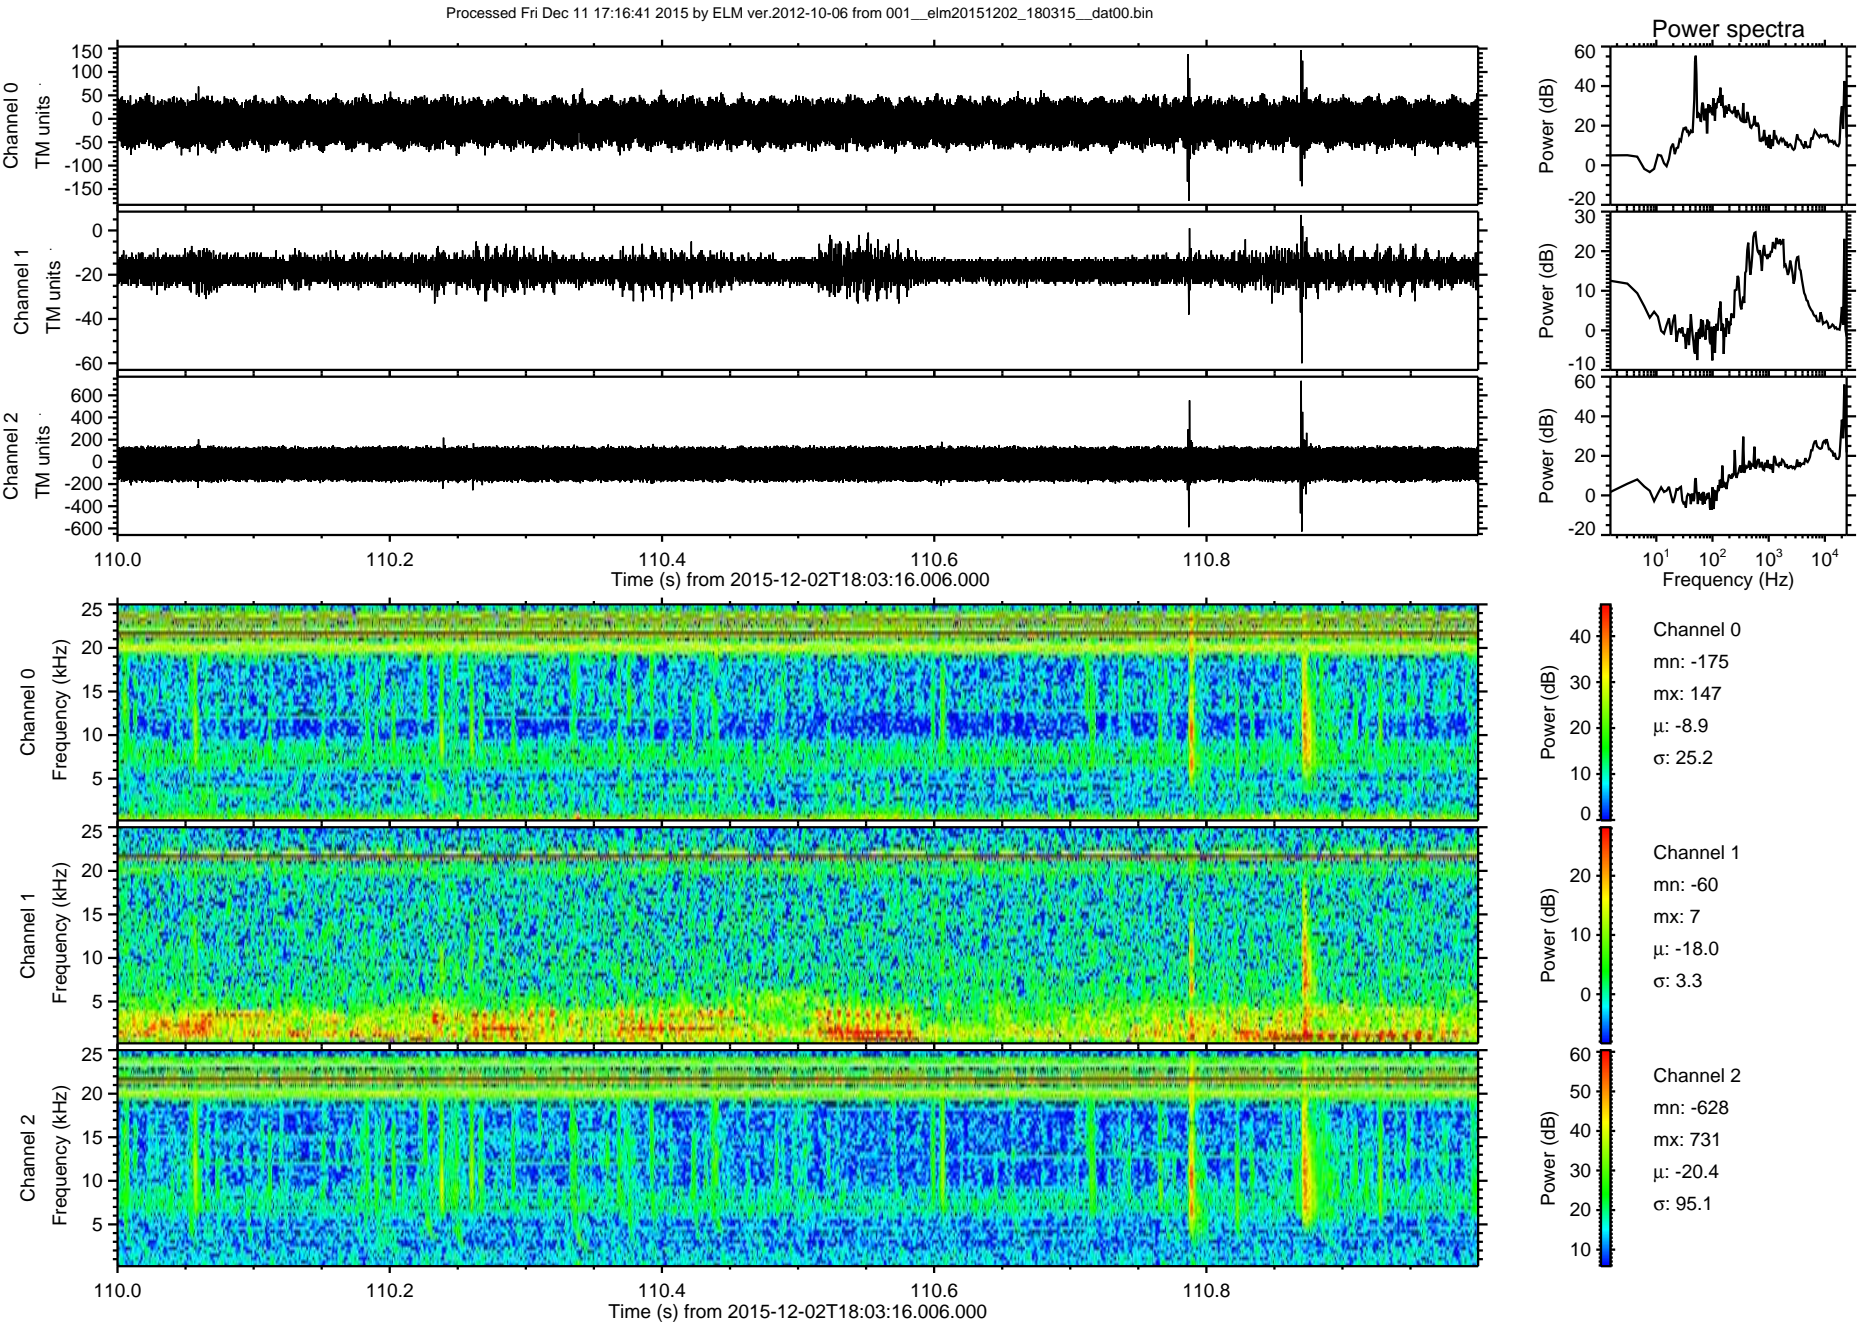 Processed Fri Dec 11 17:16:41 2015 by ELM ver.2012-10-06 from 001__elm20151202_180315__dat00.bin
Power spectra
Channel 0
TM units
150
100
50
0
-50
-100
-150
Power (dB)
60
40
20
0
-20
Channel 1
TM units
0
-20
-40
-60
Power (dB)
30
20
10
0
-10
Channel 2
TM units
600
400
200
0
-200
-400
-600
Power (dB)
60
40
20
0
-20
110.0 110.2 110.4 110.6 110.8
Time (s) from 2015-12-02T18:03:16.006.000
10^1 10^2 10^3 10^4
Frequency (Hz)
Channel 0
Frequency (kHz)
25
20
15
10
5
Power (dB)
40
30
20
10
0
Channel 0
mn: -175
mx: 147
μ: -8.9
σ: 25.2
Channel 1
Frequency (kHz)
25
20
15
10
5
Power (dB)
20
10
0
Channel 1
mn: -60
mx: 7
μ: -18.0
σ: 3.3
Channel 2
Frequency (kHz)
25
20
15
10
5
Power (dB)
60
50
40
30
20
10
Channel 2
mn: -628
mx: 731
μ: -20.4
σ: 95.1
110.0 110.2 110.4 110.6 110.8
Time (s) from 2015-12-02T18:03:16.006.000